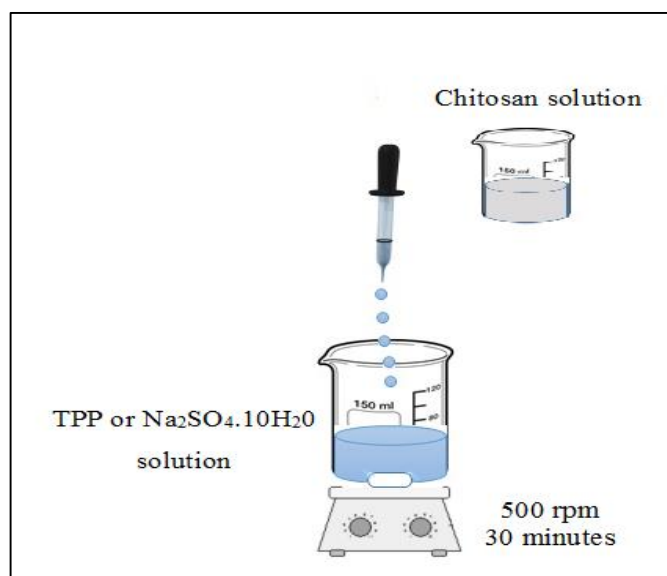 Chitosan solution
150 ml
150 ml
120
80
TPP or Na₂SO₄.10H₂0
solution
500 rpm
30 minutes